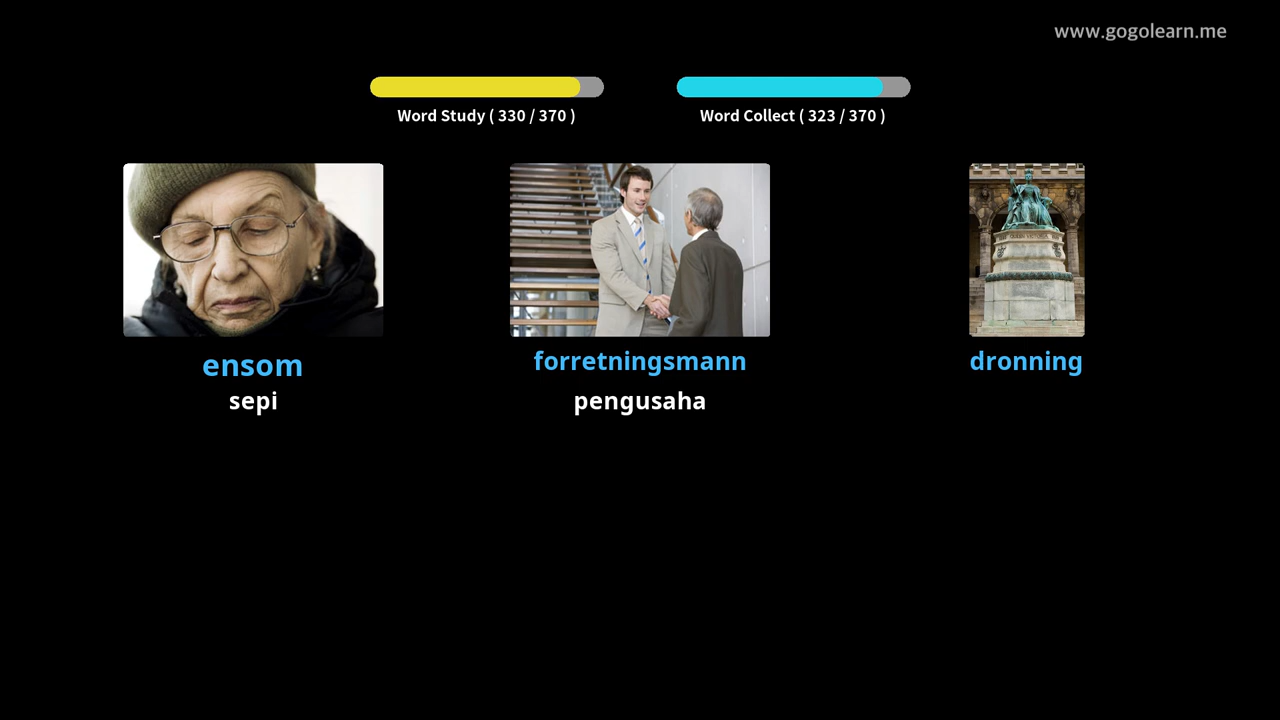 www.gogolearn.me
Word Study ( 330 / 370 )
Word Collect ( 323 / 370 )
ensom
sepi
forretningsmann
pengusaha
dronning